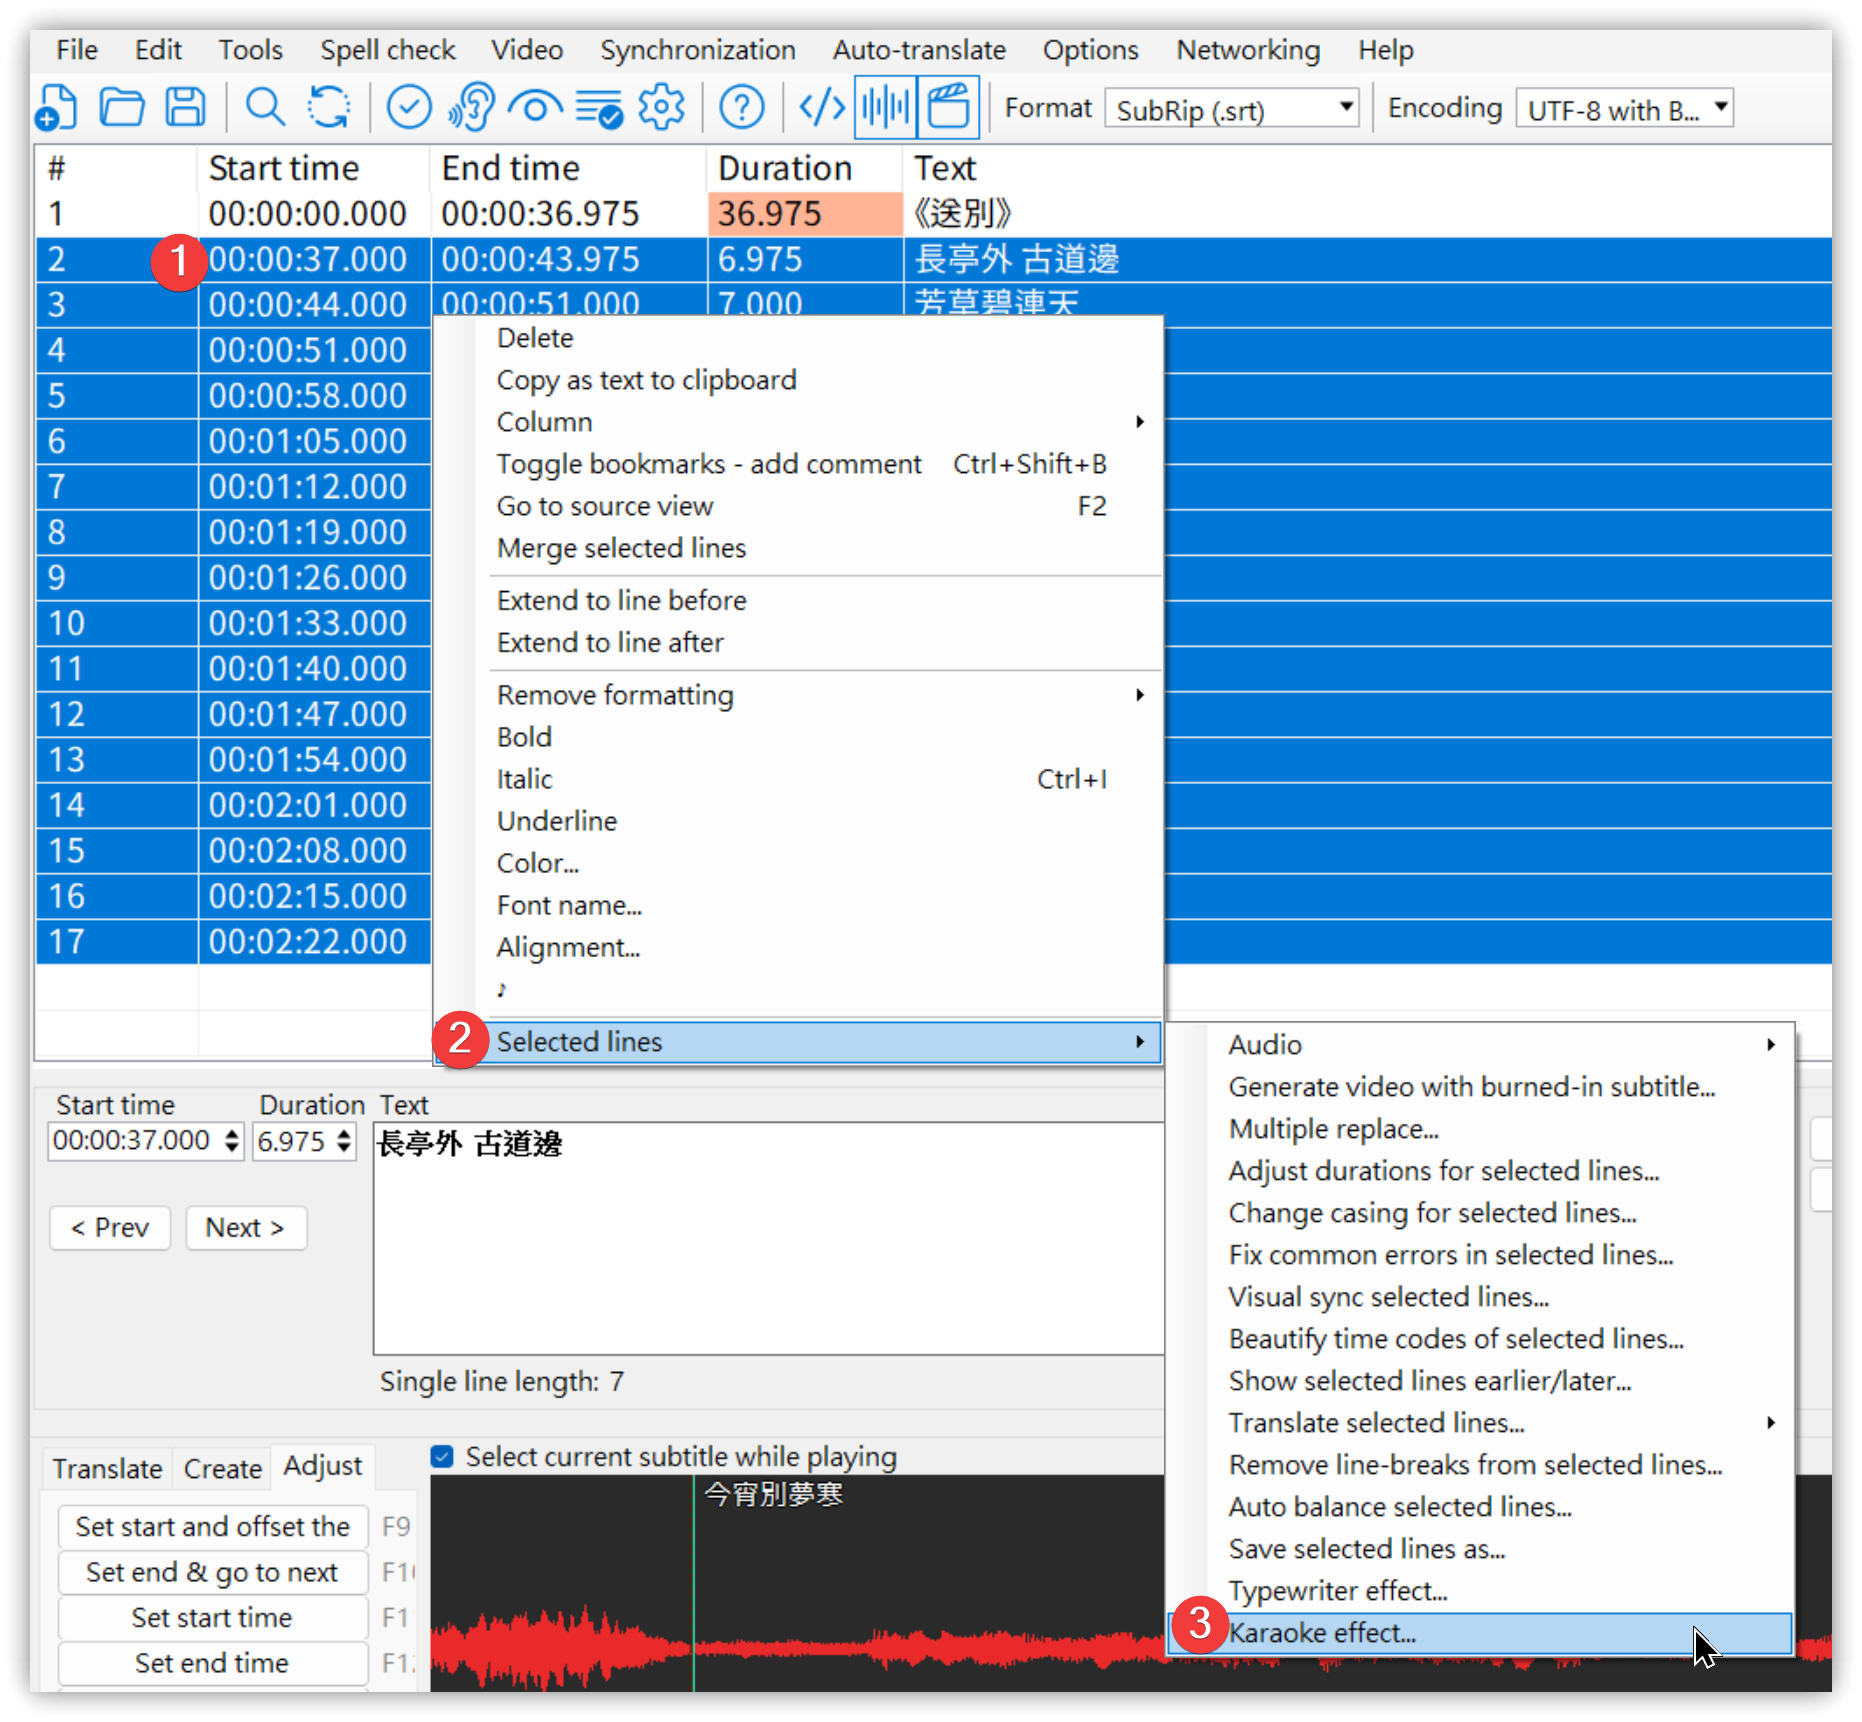 File Edit Tools Spell check Video Synchronization Auto-translate Options Networking Help
Format SubRip (.srt) Encoding UTF-8 with B...
# Start time End time Duration Text
1 00:00:00.000 00:00:36.975 36.975 《送別》
2 1 00:00:37.000 00:00:43.975 6.975 長亭外 古道邊
3 00:00:44.000 00:00:51.000 7.000 芳草碧連天
4 00:00:51.000
5 00:00:58.000
6 00:01:05.000
7 00:01:12.000
8 00:01:19.000
9 00:01:26.000
10 00:01:33.000
11 00:01:40.000
12 00:01:47.000
13 00:01:54.000
14 00:02:01.000
15 00:02:08.000
16 00:02:15.000
17 00:02:22.000
Delete
Copy as text to clipboard
Column
Toggle bookmarks - add comment Ctrl+Shift+B
Go to source view F2
Merge selected lines
Extend to line before
Extend to line after
Remove formatting
Bold
Italic Ctrl+I
Underline
Color...
Font name...
Alignment...
♪
2 Selected lines
Audio
Generate video with burned-in subtitle...
Multiple replace...
Adjust durations for selected lines...
Change casing for selected lines...
Fix common errors in selected lines...
Visual sync selected lines...
Beautify time codes of selected lines...
Show selected lines earlier/later...
Translate selected lines...
Remove line-breaks from selected lines...
Auto balance selected lines...
Save selected lines as...
Typewriter effect...
3 Karaoke effect...
Start time Duration Text
00:00:37.000 6.975 長亭外 古道邊
< Prev Next >
Single line length: 7
Translate Create Adjust
Select current subtitle while playing
今宵別夢寒
Set start and offset the F9
Set end & go to next
Set start time
Set end time